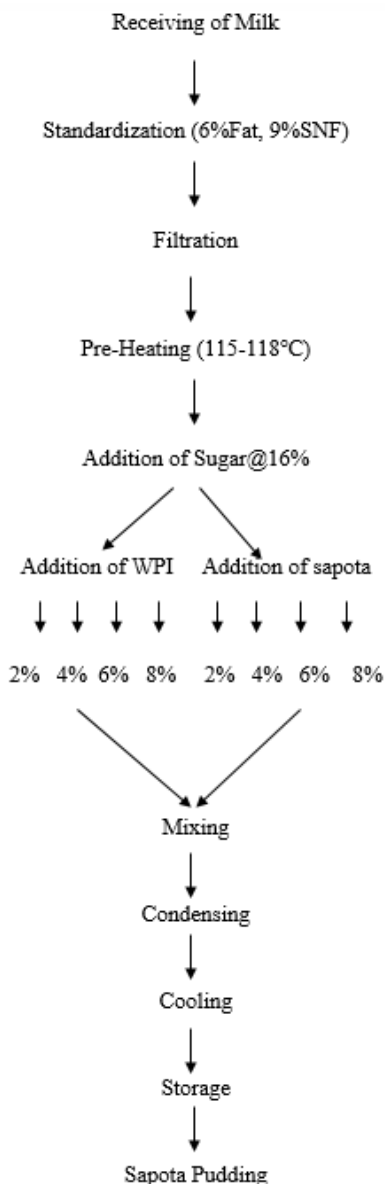 Receiving of Milk
Standardization (6%Fat, 9%SNF)
Filtration
Pre-Heating (115-118°C)
Addition of Sugar@16%
Addition of WPI Addition of sapota
2% 4% 6% 8% 2% 4% 6% 8%
Mixing
Condensing
Cooling
Storage
Sapota Pudding